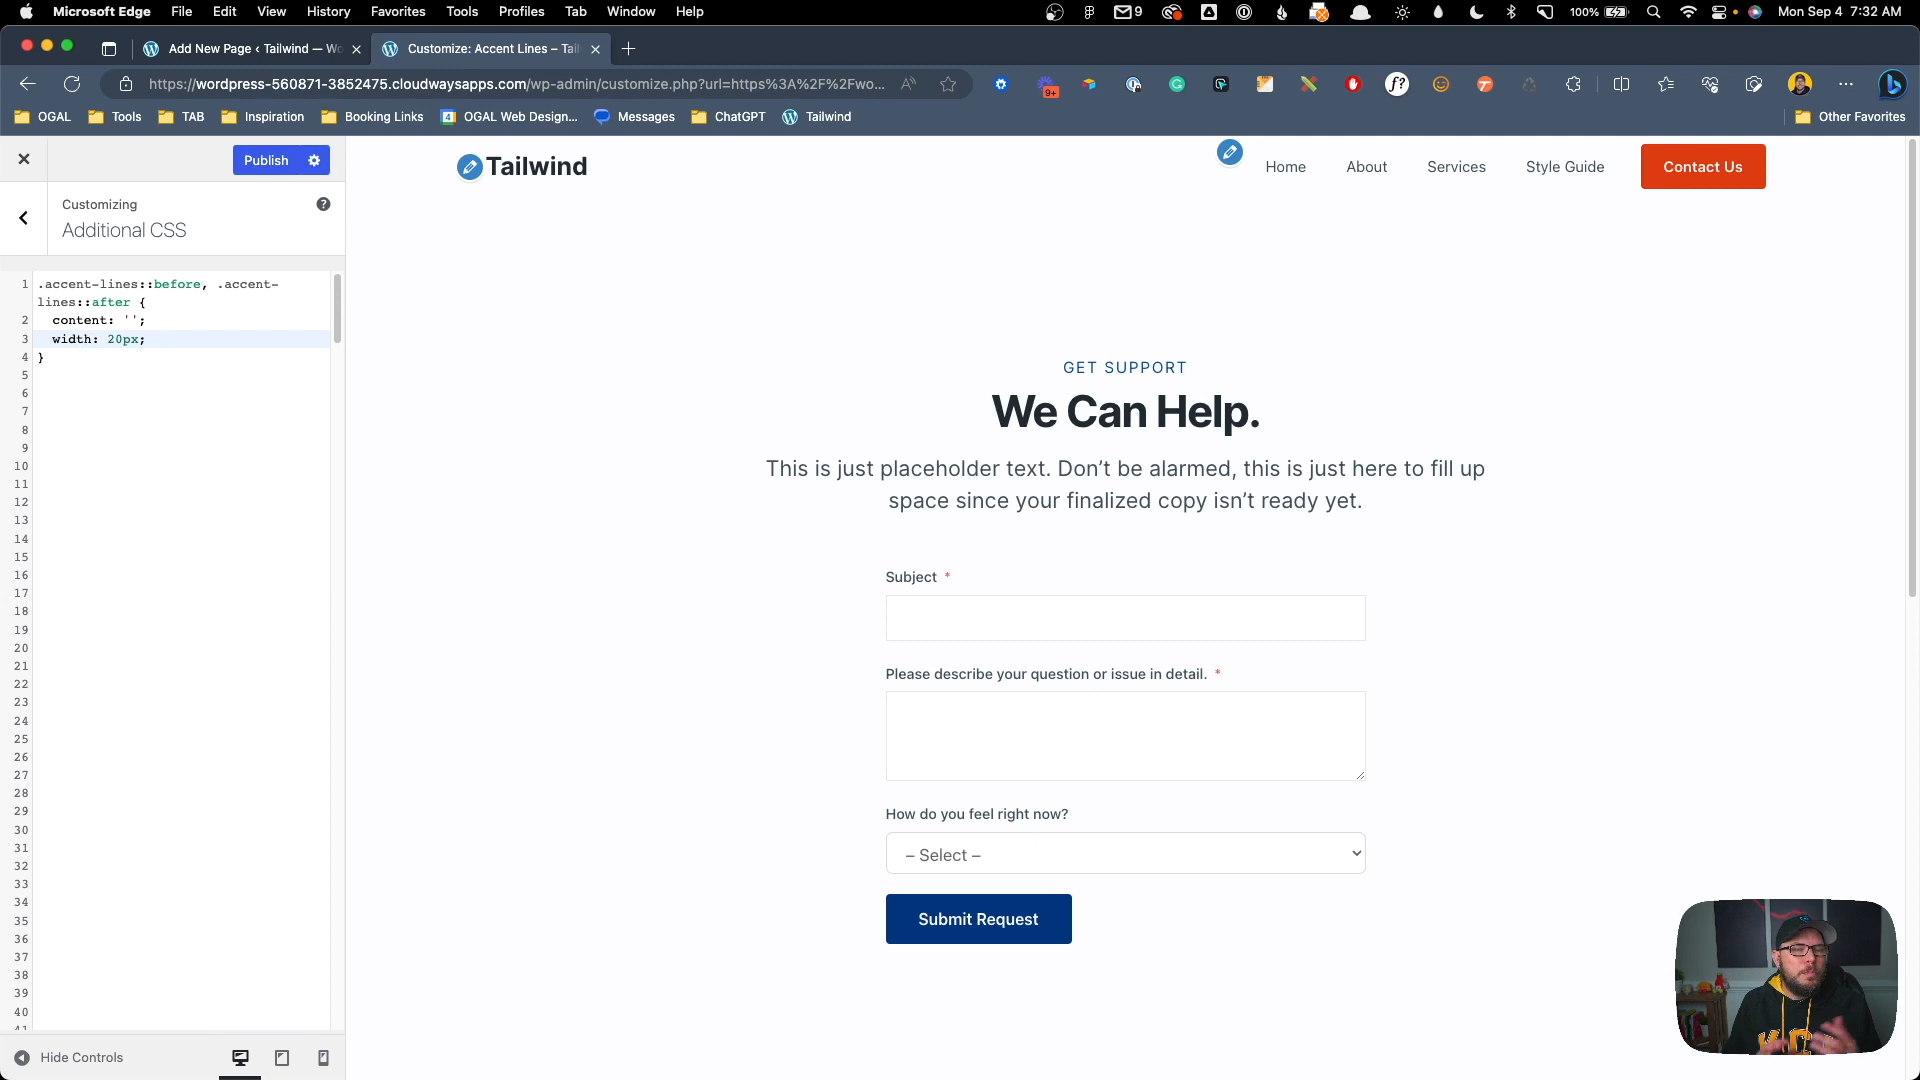 Microsoft Edge File Edit View History Favorites Tools Profiles Tab Window Help 9 100% Mon Sep 4 7:32 AM
Add New Page ‹ Tailwind — Wo Customize: Accent Lines – Tail
https://wordpress-560871-3852475.cloudwaysapps.com/wp-admin/customize.php?url=https%3A%2F%2Fwo... 9+ f?
OGAL Tools TAB Inspiration Booking Links 4 OGAL Web Design... Messages ChatGPT Tailwind Other Favorites
Publish
Customizing
Additional CSS
1 .accent-lines::before, .accent-
lines::after {
2 content: '';
3 width: 20px;
4 }
5
6
7
8
9
10
11
12
13
14
15
16
17
18
19
20
21
22
23
24
25
26
27
28
29
30
31
32
33
34
35
36
37
38
39
40
41
Hide Controls
Tailwind
Home About Services Style Guide Contact Us
GET SUPPORT
We Can Help.
This is just placeholder text. Don’t be alarmed, this is just here to fill up
space since your finalized copy isn’t ready yet.
Subject *
Please describe your question or issue in detail. *
How do you feel right now?
– Select –
Submit Request